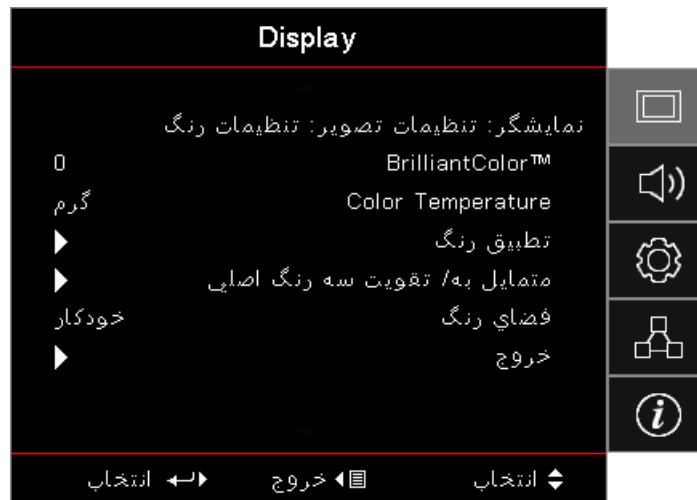 Display
نمایشگر: تنظیمات تصویر: تنظیمات رنگ
BrilliantColor™ 0
Color Temperature گرم
تطبیق رنگ
متمایل به/ تقویت سه رنگ اصلي
فضاي رنگ خودکار
خروج
انتخاب خروج انتخاب